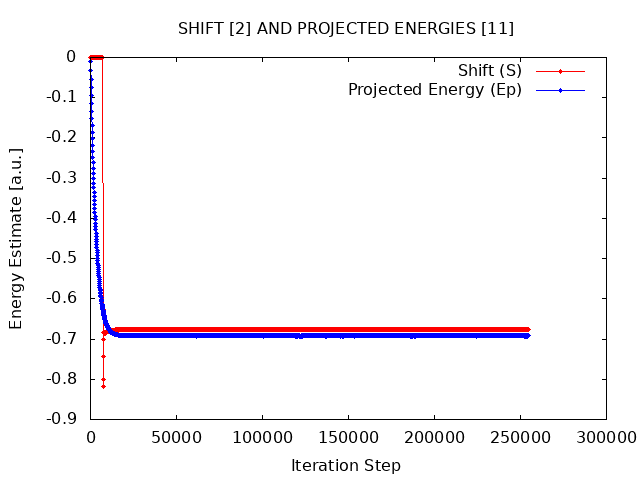 SHIFT [2] AND PROJECTED ENERGIES [11]
Shift (S)
Projected Energy (Ep)
0
-0.1
-0.2
-0.3
-0.4
-0.5
-0.6
-0.7
-0.8
-0.9
Energy Estimate [a.u.]
0 50000 100000 150000 200000 250000 300000
Iteration Step